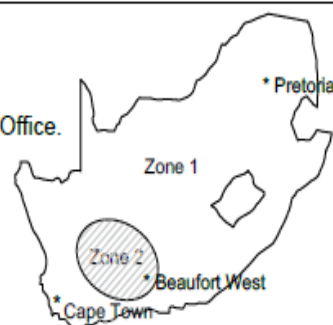 * Pretoria
Office.
Zone 1
Zone 2
* Beaufort West
* Cape Town